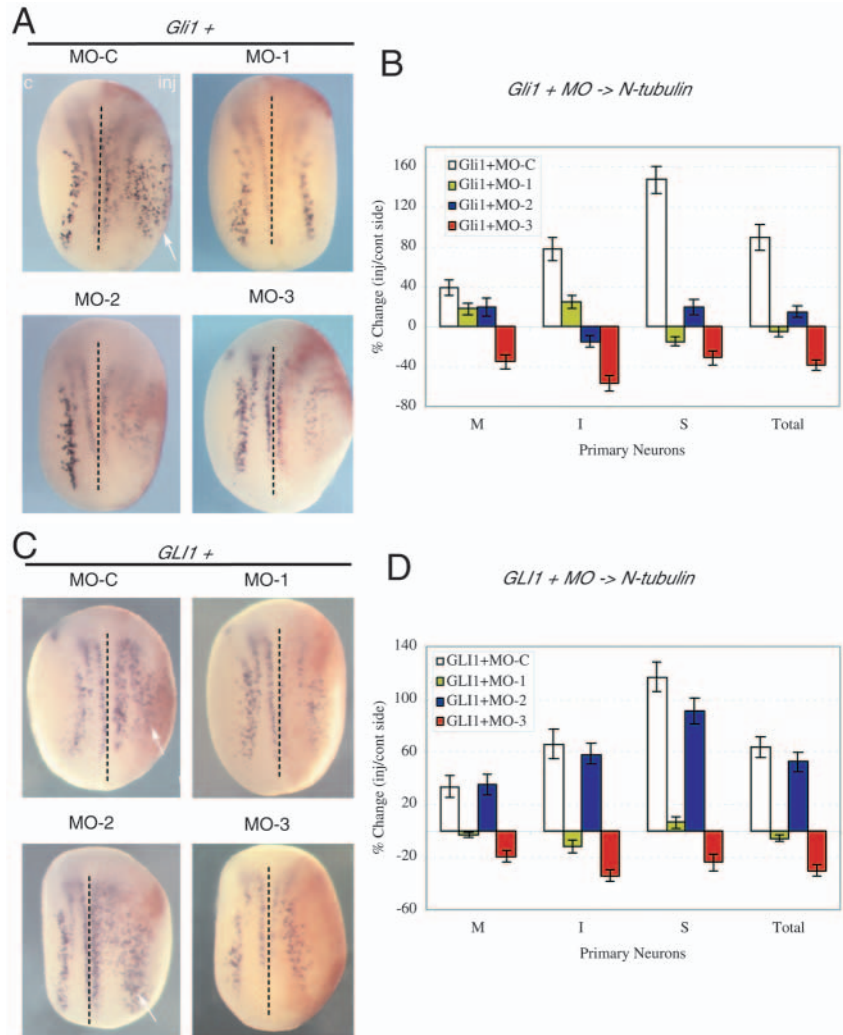 A
Gli1 +
MO-C
MO-1
c
inj
MO-2
MO-3
B
Gli1 + MO -> N-tubulin
Gli1+MO-C
Gli1+MO-1
Gli1+MO-2
Gli1+MO-3
% Change (inj/cont side)
160
120
80
40
0
-40
-80
M
I
S
Total
Primary Neurons
C
GLI1 +
MO-C
MO-1
MO-2
MO-3
D
GLI1 + MO -> N-tubulin
GLI1+MO-C
GLI1+MO-1
GLI1+MO-2
GLI1+MO-3
% Change (inj/cont side)
140
100
60
20
-20
-60
M
I
S
Total
Primary Neurons